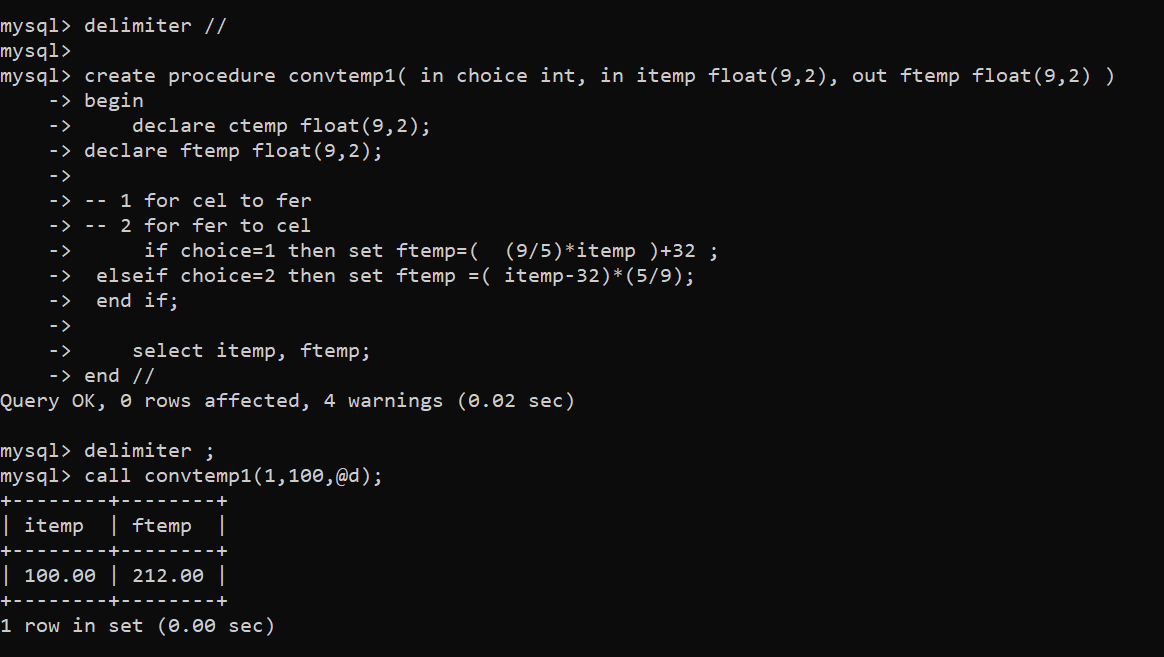 mysql> delimiter //
mysql>
mysql> create procedure convtemp1( in choice int, in itemp float(9,2), out ftemp float(9,2) )
    -> begin
    ->     declare ctemp float(9,2);
    -> declare ftemp float(9,2);
    ->
    -> -- 1 for cel to fer
    -> -- 2 for fer to cel
    ->      if choice=1 then set ftemp=(  (9/5)*itemp )+32 ;
    ->  elseif choice=2 then set ftemp =( itemp-32)*(5/9);
    ->  end if;
    ->
    ->     select itemp, ftemp;
    -> end //
Query OK, 0 rows affected, 4 warnings (0.02 sec)

mysql> delimiter ;
mysql> call convtemp1(1,100,@d);
+--------+--------+
| itemp  | ftemp  |
+--------+--------+
| 100.00 | 212.00 |
+--------+--------+
1 row in set (0.00 sec)